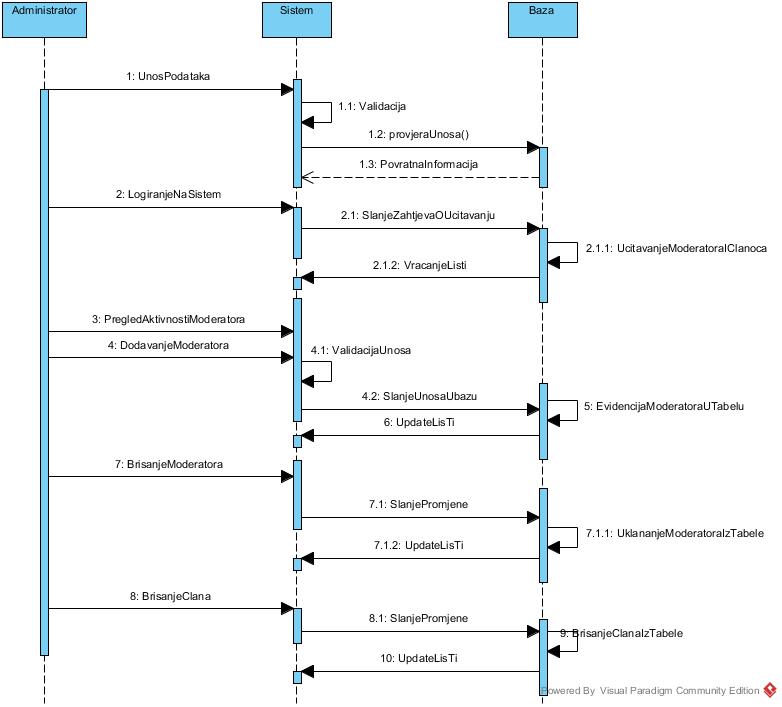 Administrator
Sistem
Baza
1: UnosPodataka
1.1: Validacija
1.2: provjeraUnosa()
1.3: PovratnaInformacija
2: LogiranjeNaSistem
2.1: SlanjeZahtjevaOUcitavanju
2.1.1: UcitavanjeModeratoraIClanoca
2.1.2: VracanjeListi
3: PregledAktivnostiModeratora
4: DodavanjeModeratora
4.1: ValidacijaUnosa
4.2: SlanjeUnosaUbazu
5: EvidencijaModeratoraUTabelu
6: UpdateLisTi
7: BrisanjeModeratora
7.1: SlanjePromjene
7.1.1: UklananjeModeratoraIzTabele
7.1.2: UpdateLisTi
8: BrisanjeClana
8.1: SlanjePromjene
9: BrisanjeClanaIzTabele
10: UpdateLisTi
Powered By Visual Paradigm Community Edition